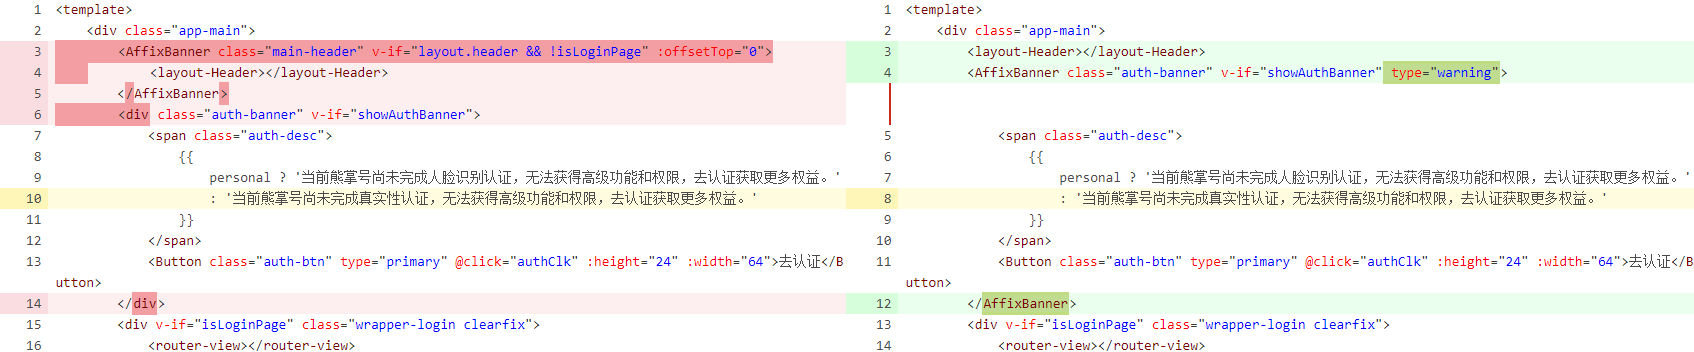 1 <template>
2 <div class="app-main">
3 <AffixBanner class="main-header" v-if="layout.header && !isLoginPage" :offsetTop="0">
4 <layout-Header></layout-Header>
5 </AffixBanner>
6 <div class="auth-banner" v-if="showAuthBanner">
7 <span class="auth-desc">
8 {{
9 personal ? '当前熊掌号尚未完成人脸识别认证，无法获得高级功能和权限，去认证获取更多权益。'
10 : '当前熊掌号尚未完成真实性认证，无法获得高级功能和权限，去认证获取更多权益。'
11 }}
12 </span>
13 <Button class="auth-btn" type="primary" @click="authClk" :height="24" :width="64">去认证</B
utton>
14 </div>
15 <div v-if="isLoginPage" class="wrapper-login clearfix">
16 <router-view></router-view>
1 <template>
2 <div class="app-main">
3 <layout-Header></layout-Header>
4 <AffixBanner class="auth-banner" v-if="showAuthBanner" type="warning">
5 <span class="auth-desc">
6 {{
7 personal ? '当前熊掌号尚未完成人脸识别认证，无法获得高级功能和权限，去认证获取更多权益。'
8 : '当前熊掌号尚未完成真实性认证，无法获得高级功能和权限，去认证获取更多权益。'
9 }}
10 </span>
11 <Button class="auth-btn" type="primary" @click="authClk" :height="24" :width="64">去认证</B
utton>
12 </AffixBanner>
13 <div v-if="isLoginPage" class="wrapper-login clearfix">
14 <router-view></router-view>